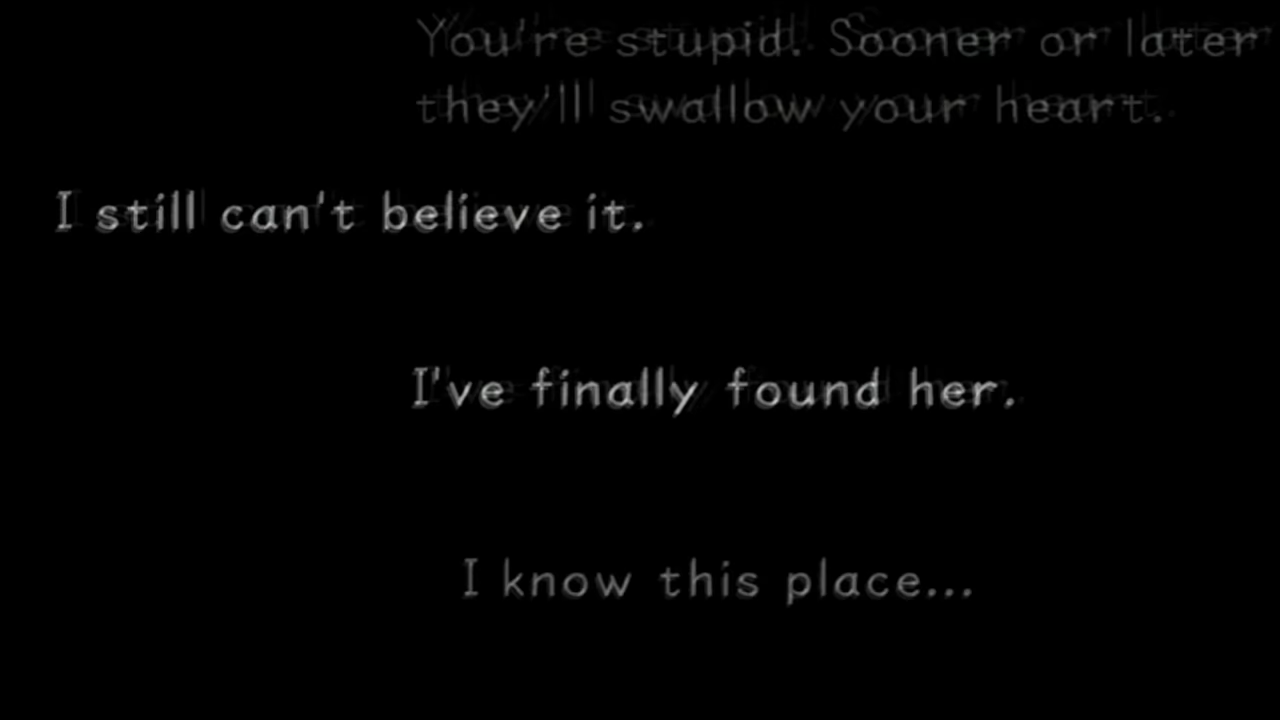 You're stupid. Sooner or later
they'll swallow your heart.
I still can't believe it.
I've finally found her.
I know this place...